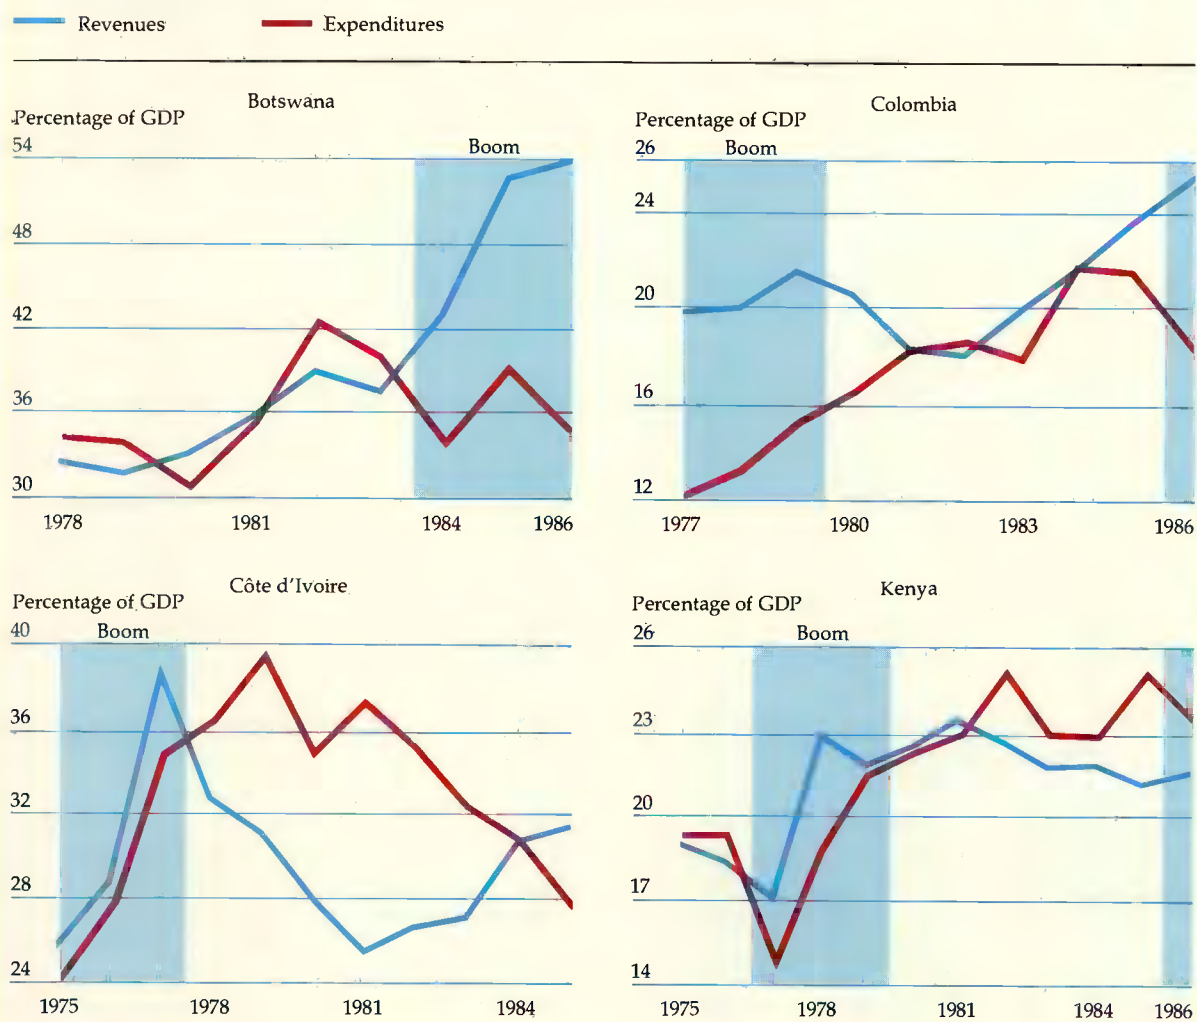 Revenues Expenditures
Botswana
Percentage of GDP
Boom
54
48
42
36
30
1978 1981 1984 1986
Colombia
Percentage of GDP
26 Boom
24
20
16
12
1977 1980 1983 1986
Côte d'Ivoire
Percentage of GDP
40 Boom
36
32
28
24
1975 1978 1981 1984
Kenya
Percentage of GDP
26 Boom
23
20
17
14
1975 1978 1981 1984 1986